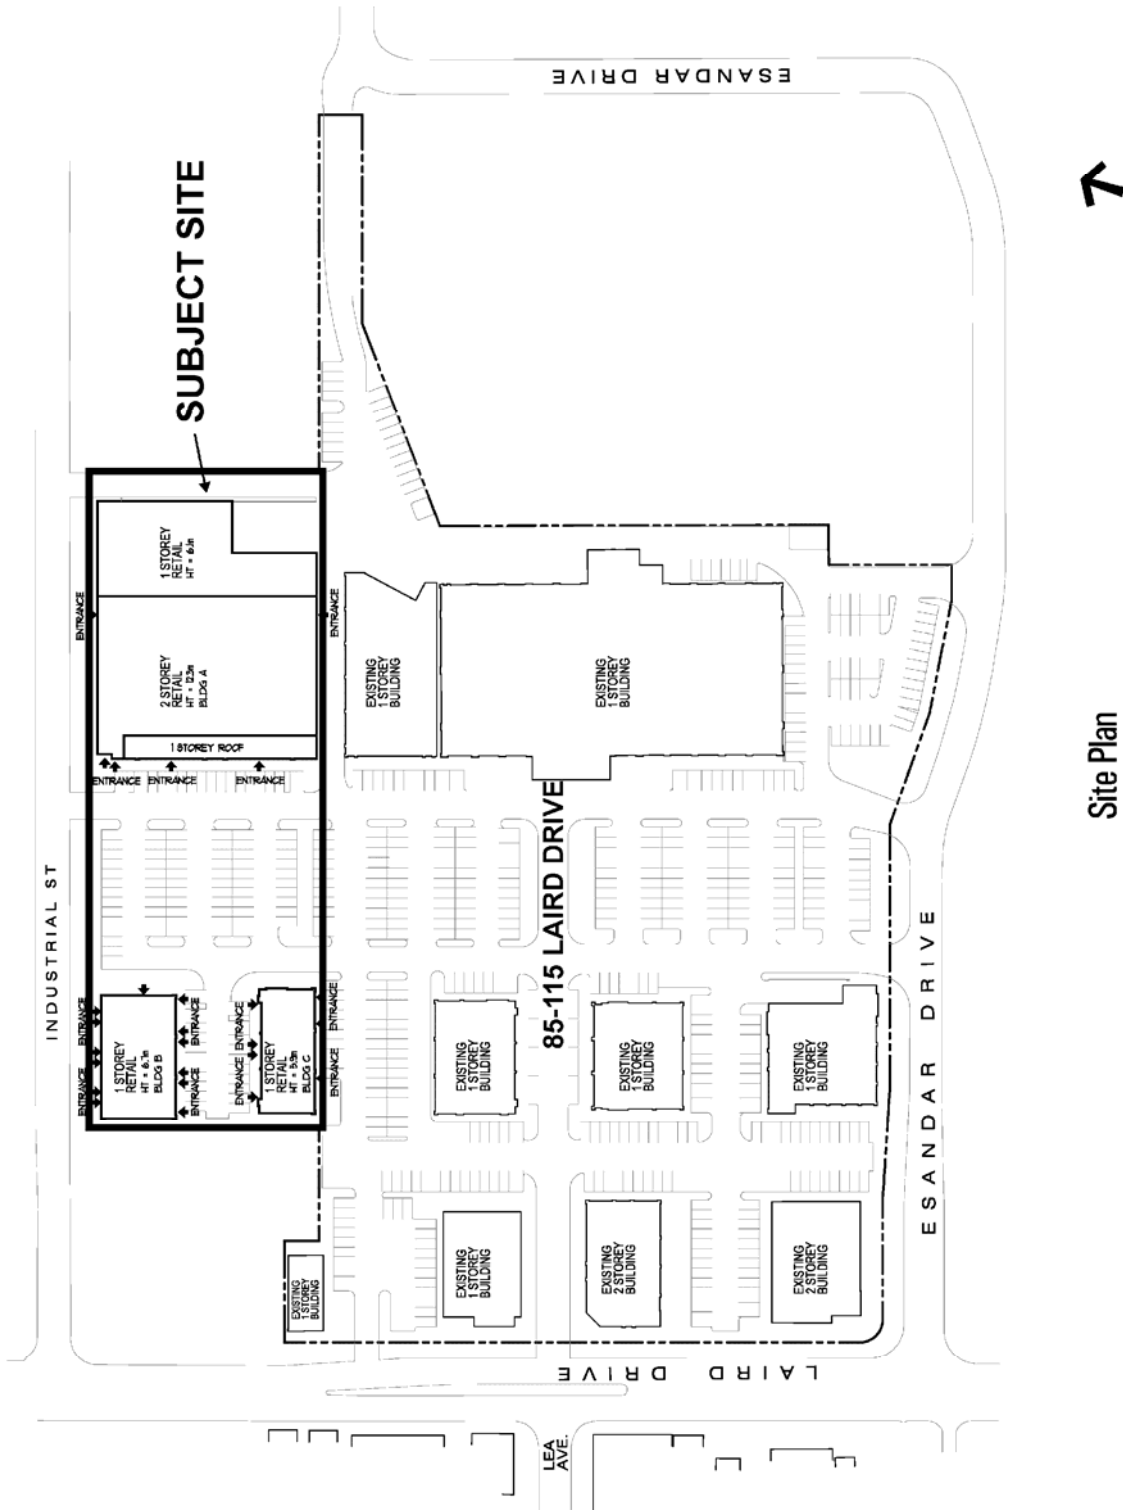 ESANDAR DRIVE
SUBJECT SITE
1 STOREY
RETAIL
HT = 6.1m
ENTRANCE
ENTRANCE
2 STOREY
RETAIL
HT = 12.3m
BLDG A
1 STOREY ROOF
ENTRANCE
ENTRANCE
ENTRANCE
EXISTING
1 STOREY
BUILDING
EXISTING
1 STOREY
BUILDING
INDUSTRIAL ST
85-115 LAIRD DRIVE
ENTRANCE
ENTRANCE
1 STOREY
RETAIL
HT = 6.7m
BLDG B
ENTRANCE
ENTRANCE
ENTRANCE
ENTRANCE
1 STOREY
RETAIL
BLDG C
ENTRANCE
ENTRANCE
EXISTING
1 STOREY
BUILDING
EXISTING
1 STOREY
BUILDING
EXISTING
1 STOREY
BUILDING
ESANDAR DRIVE
EXISTING
1 STOREY
BUILDING
EXISTING
1 STOREY
BUILDING
EXISTING
2 STOREY
BUILDING
EXISTING
2 STOREY
BUILDING
LAIRD DRIVE
LEA
AVE.
Site Plan